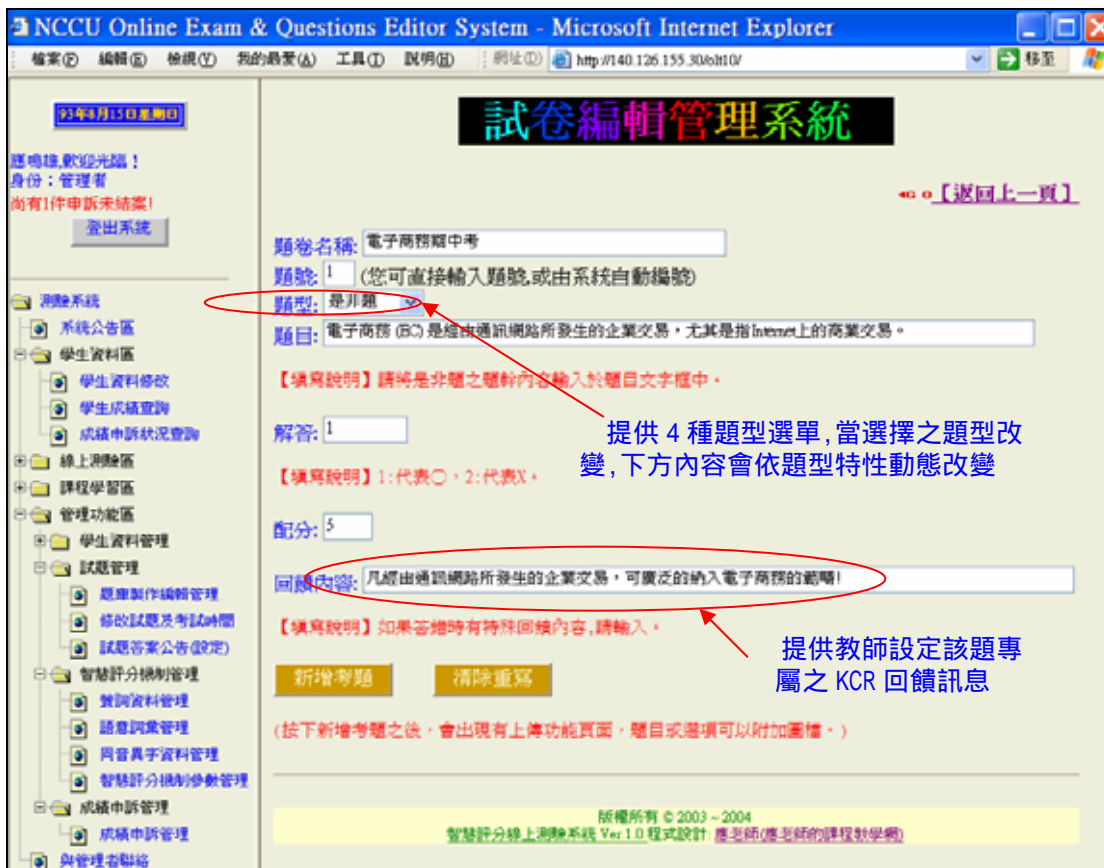 NCCU Online Exam & Questions Editor System - Microsoft Internet Explorer
檔案(F) 編輯(E) 檢視(V) 我的最愛(A) 工具(T) 說明(H) 網址(D) http://140.126.155.30/olt10/ 移至
93年8月15日星期日
試卷編輯管理系統
應鳴雄,歡迎光臨!
身份：管理者
尚有1件申訴未結案!
登出系統
【返回上一頁】
題卷名稱: 電子商務期中考
題號: 1 (您可直接輸入題號,或由系統自動編號)
題型: 是非題
題目: 電子商務 (EC) 是經由通訊網路所發生的企業交易，尤其是指Internet上的商業交易。
【填寫說明】請將是非題之題幹內容輸入於題目文字框中。
提供 4 種題型選單,當選擇之題型改
變,下方內容會依題型特性動態改變
解答: 1
【填寫說明】1:代表○，2:代表X。
配分: 5
回饋內容: 凡經由通訊網路所發生的企業交易，可廣泛的納入電子商務的範疇!
【填寫說明】如果答錯時有特殊回饋內容,請輸入。
提供教師設定該題專
屬之 KCR 回饋訊息
新增考題 清除重寫
(按下新增考題之後，會出現有上傳功能頁面，題目或選項可以附加圖檔。)
版權所有 © 2003 ~ 2004
智慧評分線上測驗系統 Ver 1.0 程式設計: 應老師(應老師的課程教學網)
測驗系統
系統公告區
學生資料區
學生資料修改
學生成績查詢
成績申訴狀況查詢
線上測驗區
課程學習區
管理功能區
學生資料管理
試題管理
題庫製作編輯管理
修改試題及考試時間
試題答案公告(設定)
智慧評分機制管理
贅詞資料管理
語意詞彙管理
同音異字資料管理
智慧評分機制參數管理
成績申訴管理
成績申訴管理
與管理者聯絡